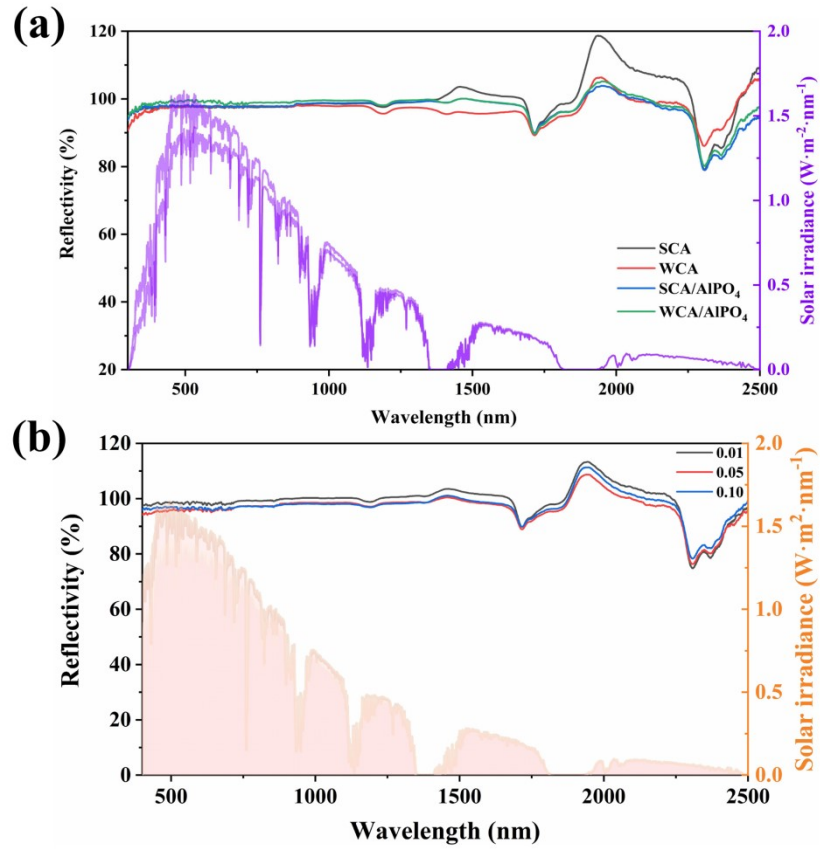 (a)
120
100
80
60
40
20
Reflectivity (%)
2.0
1.5
1.0
0.5
0.0
Solar irradiance (W·m⁻²·nm⁻¹)
SCA
WCA
SCA/AlPO₄
WCA/AlPO₄
500 1000 1500 2000 2500
Wavelength (nm)
(b)
120
100
80
60
40
20
0
Reflectivity (%)
0.01
0.05
0.10
2.0
1.5
1.0
0.5
0.0
Solar irradiance (W·m⁻²·nm⁻¹)
500 1000 1500 2000 2500
Wavelength (nm)